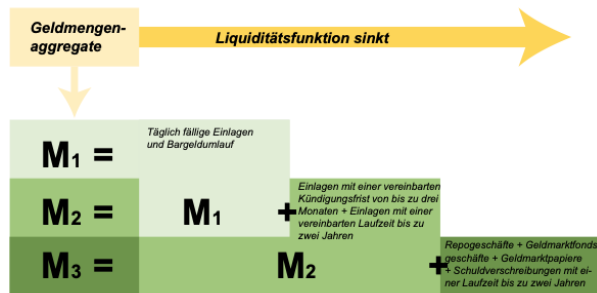 Geldmengen-
aggregate
Liquiditätsfunktion sinkt
M1 =
Täglich fällige Einlagen
und Bargeldumlauf
M2 =
M1
+
Einlagen mit einer vereinbarten
Kündigungsfrist von bis zu drei
Monaten + Einlagen mit einer
vereinbarten Laufzeit bis zu
zwei Jahren
M3 =
M2
+
Repogeschäfte + Geldmarktfonds
geschäfte + Geldmarktpapiere
+ Schuldverschreibungen mit ei-
ner Laufzeit bis zu zwei Jahren